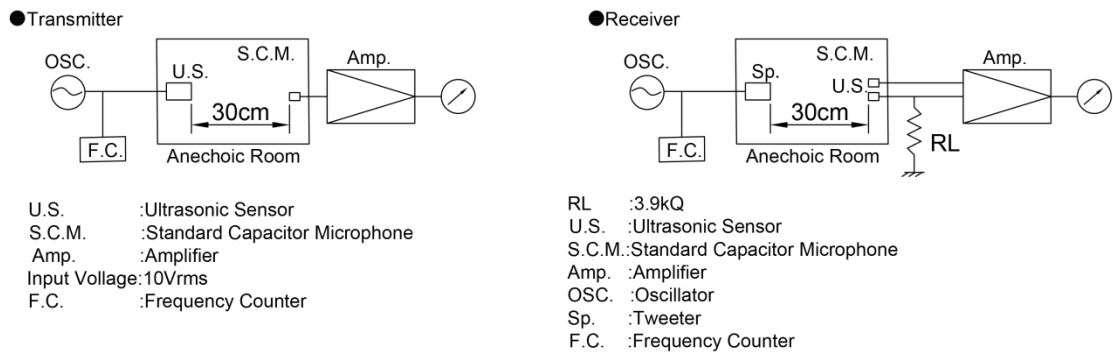 ●Transmitter
OSC.
U.S.
S.C.M.
Amp.
30cm
F.C.
Anechoic Room
U.S. :Ultrasonic Sensor
S.C.M. :Standard Capacitor Microphone
Amp. :Amplifier
Input Vollage:10Vrms
F.C. :Frequency Counter
●Receiver
OSC.
Sp.
S.C.M.
U.S.
Amp.
30cm
F.C.
Anechoic Room
RL
RL :3.9kQ
U.S. :Ultrasonic Sensor
S.C.M.:Standard Capacitor Microphone
Amp. :Amplifier
OSC. :Oscillator
Sp. :Tweeter
F.C. :Frequency Counter